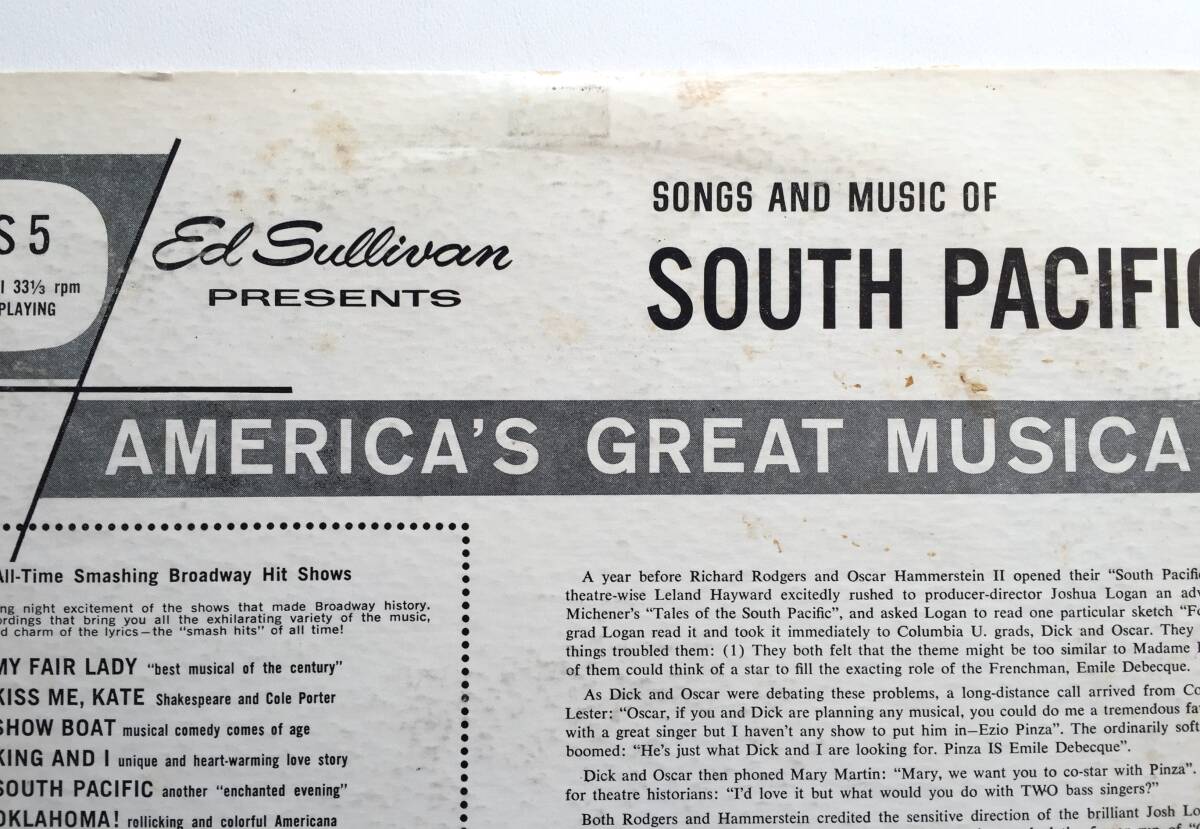 S 5
33⅓ rpm
PLAYING
Ed Sullivan
PRESENTS
SONGS AND MUSIC OF
SOUTH PACIFIC
AMERICA'S GREAT MUSICA
All-Time Smashing Broadway Hit Shows
ng night excitement of the shows that made Broadway history.
ordings that bring you all the exhilarating variety of the music,
d charm of the lyrics—the "smash hits" of all time!
MY FAIR LADY "best musical of the century"
KISS ME, KATE Shakespeare and Cole Porter
SHOW BOAT musical comedy comes of age
KING AND I unique and heart-warming love story
SOUTH PACIFIC another "enchanted evening"
OKLAHOMA! rollicking and colorful Americana
A year before Richard Rodgers and Oscar Hammerstein II opened their "South Pacific
theatre-wise Leland Hayward excitedly rushed to producer-director Joshua Logan an adv
Michener's "Tales of the South Pacific", and asked Logan to read one particular sketch "Fo
grad Logan read it and took it immediately to Columbia U. grads, Dick and Oscar. They
things troubled them: (1) They both felt that the theme might be too similar to Madame
of them could think of a star to fill the exacting role of the Frenchman, Emile Debecque.
As Dick and Oscar were debating these problems, a long-distance call arrived from Co
Lester: "Oscar, if you and Dick are planning any musical, you could do me a tremendous fa
with a great singer but I haven't any show to put him in—Ezio Pinza". The ordinarily soft
boomed: "He's just what Dick and I are looking for. Pinza IS Emile Debecque".
Dick and Oscar then phoned Mary Martin: "Mary, we want you to co-star with Pinza".
for theatre historians: "I'd love it but what would you do with TWO bass singers?"
Both Rodgers and Hammerstein credited the sensitive direction of the brilliant Josh Lo